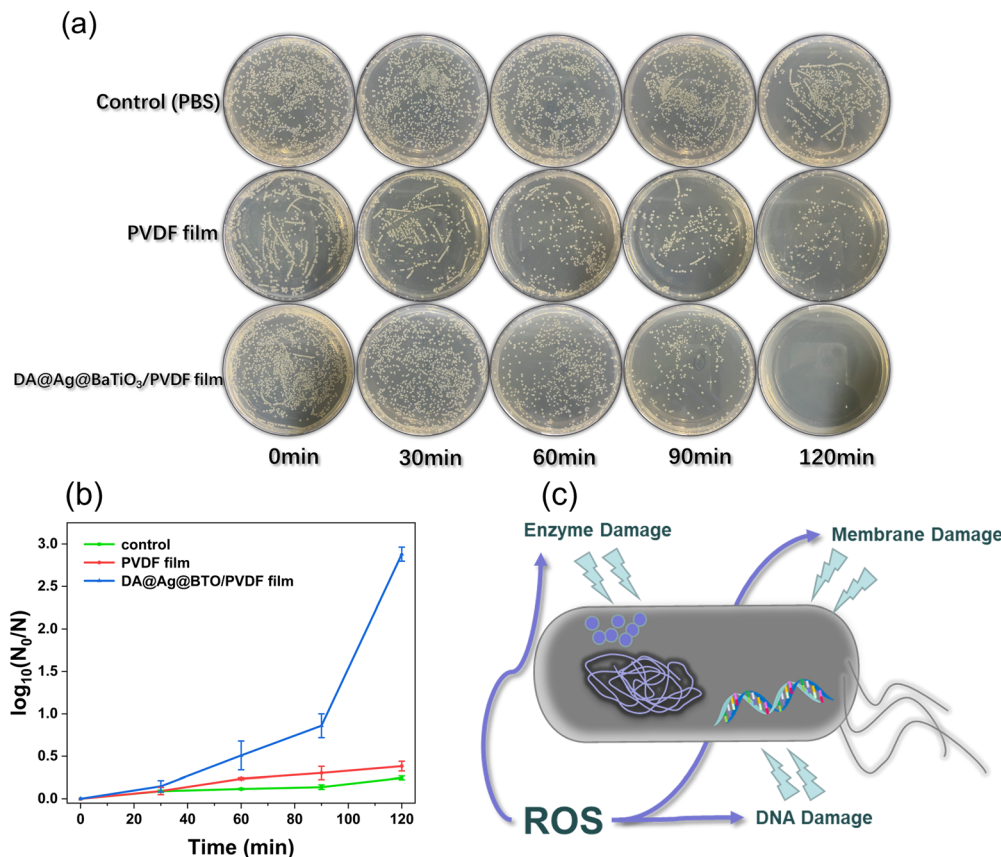 (a)
Control (PBS)
PVDF film
DA@Ag@BaTiO₃/PVDF film
0min 30min 60min 90min 120min
(b)
control
PVDF film
DA@Ag@BTO/PVDF film
3.0
2.5
2.0
1.5
1.0
0.5
0.0
log₁₀(N₀/N)
0 20 40 60 80 100 120
Time (min)
(c)
Enzyme Damage
Membrane Damage
ROS
DNA Damage